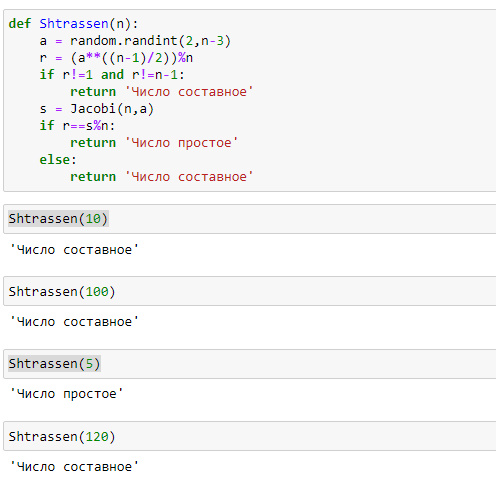 def Shtrassen(n):
    a = random.randint(2,n-3)
    r = (a**((n-1)/2))%n
    if r!=1 and r!=n-1:
        return 'Число составное'
    s = Jacobi(n,a)
    if r==s%n:
        return 'Число простое'
    else:
        return 'Число составное'
Shtrassen(10)
'Число составное'
Shtrassen(100)
'Число составное'
Shtrassen(5)
'Число простое'
Shtrassen(120)
'Число составное'